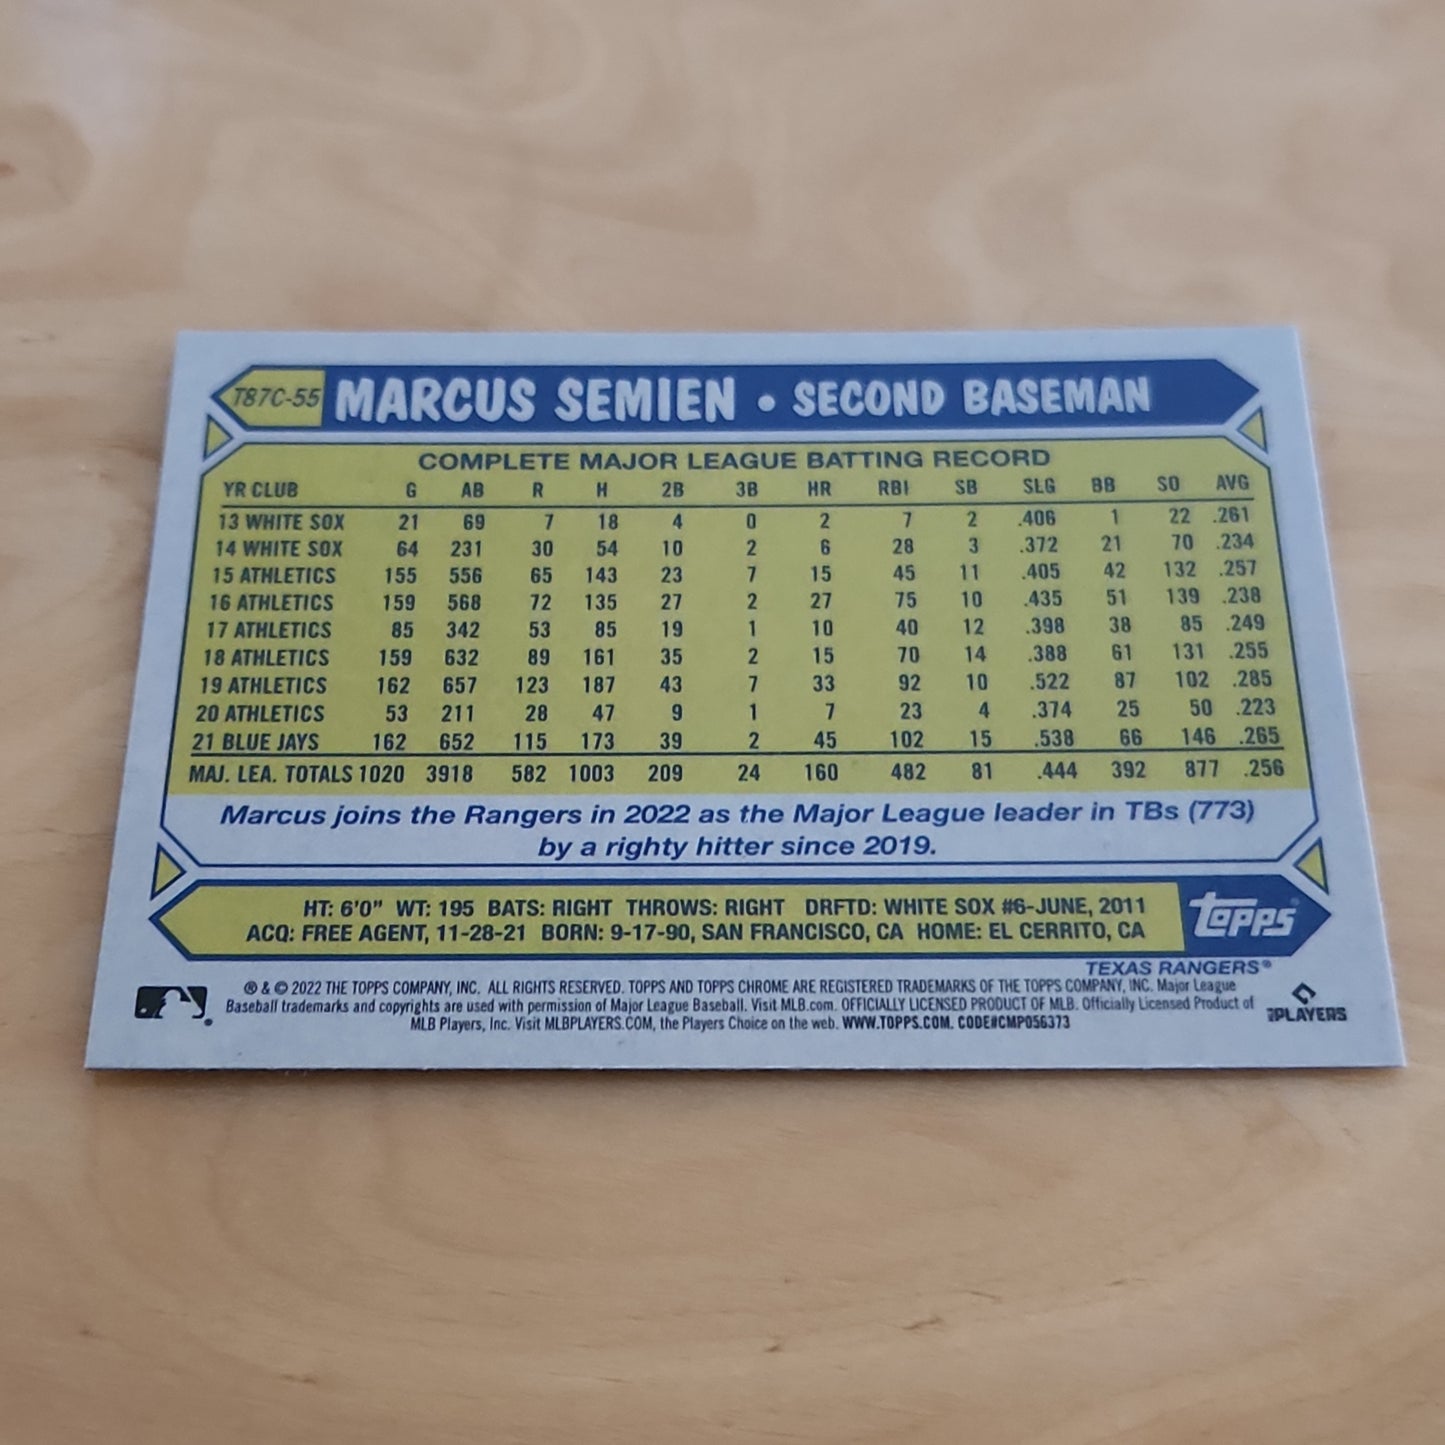 T87C-55 MARCUS SEMIEN • SECOND BASEMAN
COMPLETE MAJOR LEAGUE BATTING RECORD
YR CLUB G AB R H 2B 3B HR RBI SB SLG BB SO AVG
13 WHITE SOX 21 69 7 18 4 0 2 7 2 .406 1 22 .261
14 WHITE SOX 64 231 30 54 10 2 6 28 3 .372 21 70 .234
15 ATHLETICS 155 556 65 143 23 7 15 45 11 .405 42 132 .257
16 ATHLETICS 159 568 72 135 27 2 27 75 10 .435 51 139 .238
17 ATHLETICS 85 342 53 85 19 1 10 40 12 .398 38 85 .249
18 ATHLETICS 159 632 89 161 35 2 15 70 14 .388 61 131 .255
19 ATHLETICS 162 657 123 187 43 7 33 92 10 .522 87 102 .285
20 ATHLETICS 53 211 28 47 9 1 7 23 4 .374 25 50 .223
21 BLUE JAYS 162 652 115 173 39 2 45 102 15 .538 66 146 .265
MAJ. LEA. TOTALS 1020 3918 582 1003 209 24 160 482 81 .444 392 877 .256
Marcus joins the Rangers in 2022 as the Major League leader in TBs (773)
by a righty hitter since 2019.
HT: 6'0" WT: 195 BATS: RIGHT THROWS: RIGHT DRFTD: WHITE SOX #6-JUNE, 2011
ACQ: FREE AGENT, 11-28-21 BORN: 9-17-90, SAN FRANCISCO, CA HOME: EL CERRITO, CA
Topps®
TEXAS RANGERS®
® & © 2022 THE TOPPS COMPANY, INC. ALL RIGHTS RESERVED. TOPPS AND TOPPS CHROME ARE REGISTERED TRADEMARKS OF THE TOPPS COMPANY, INC. Major League
Baseball trademarks and copyrights are used with permission of Major League Baseball. Visit MLB.com. OFFICIALLY LICENSED PRODUCT OF MLB. Officially Licensed Product of
MLB Players, Inc. Visit MLBPLAYERS.COM, the Players Choice on the web. WWW.TOPPS.COM. CODE#CMP056373
PLAYERS